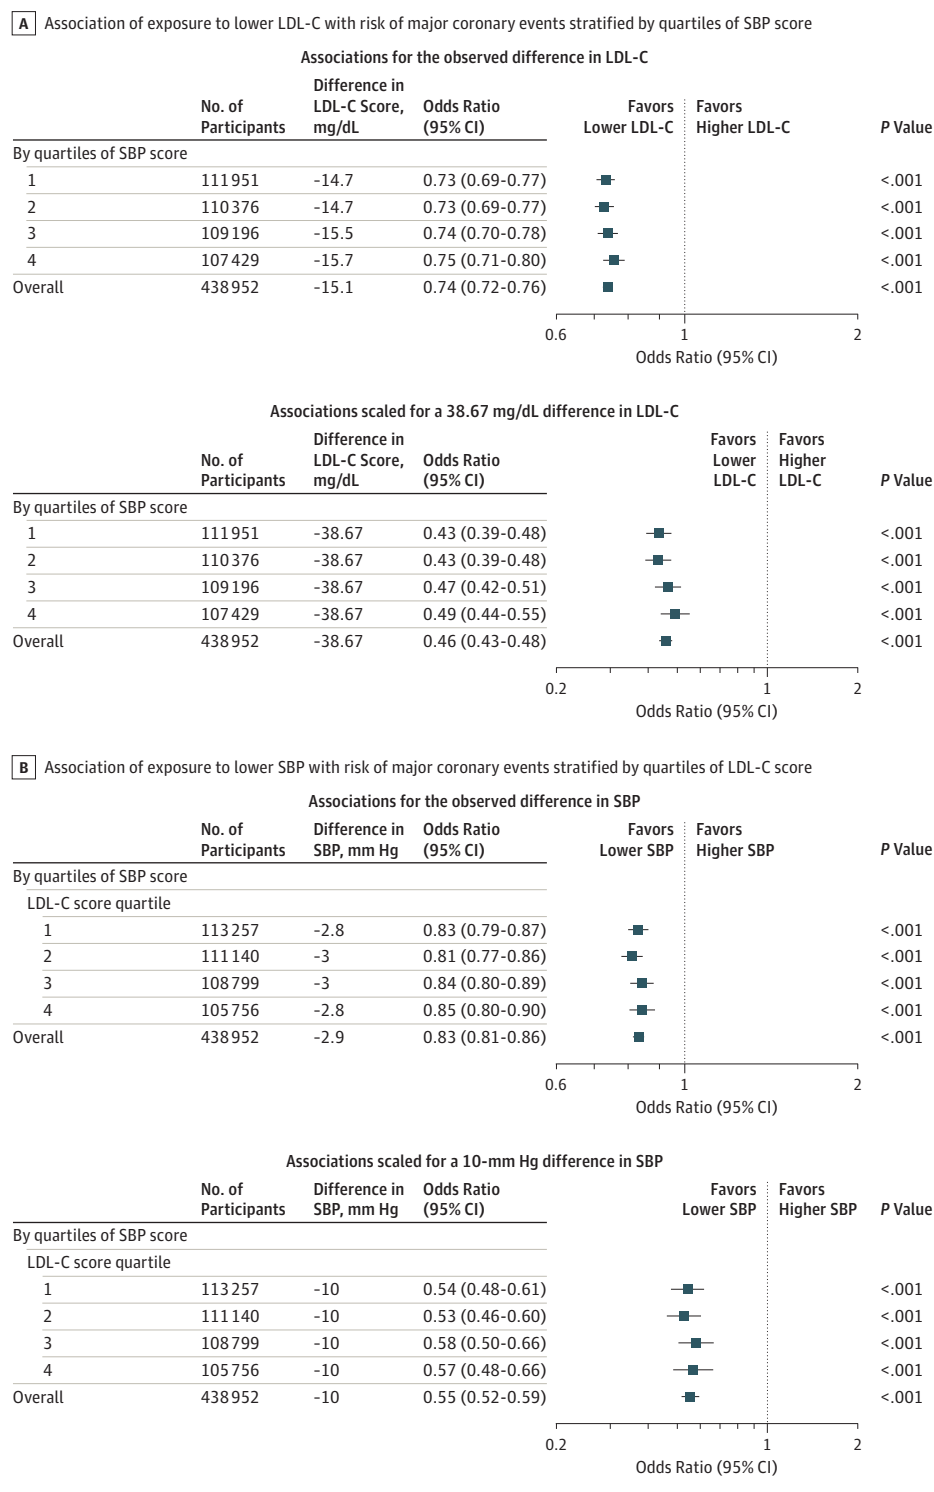 A Association of exposure to lower LDL-C with risk of major coronary events stratified by quartiles of SBP score
Associations for the observed difference in LDL-C
No. of Participants Difference in LDL-C Score, mg/dL Odds Ratio (95% CI) Favors Lower LDL-C Favors Higher LDL-C P Value
By quartiles of SBP score
1 111951 -14.7 0.73 (0.69-0.77) <.001
2 110376 -14.7 0.73 (0.69-0.77) <.001
3 109196 -15.5 0.74 (0.70-0.78) <.001
4 107429 -15.7 0.75 (0.71-0.80) <.001
Overall 438952 -15.1 0.74 (0.72-0.76) <.001
0.6 1 2
Odds Ratio (95% CI)
Associations scaled for a 38.67 mg/dL difference in LDL-C
No. of Participants Difference in LDL-C Score, mg/dL Odds Ratio (95% CI) Favors Lower LDL-C Favors Higher LDL-C P Value
By quartiles of SBP score
1 111951 -38.67 0.43 (0.39-0.48) <.001
2 110376 -38.67 0.43 (0.39-0.48) <.001
3 109196 -38.67 0.47 (0.42-0.51) <.001
4 107429 -38.67 0.49 (0.44-0.55) <.001
Overall 438952 -38.67 0.46 (0.43-0.48) <.001
0.2 1 2
Odds Ratio (95% CI)
B Association of exposure to lower SBP with risk of major coronary events stratified by quartiles of LDL-C score
Associations for the observed difference in SBP
No. of Participants Difference in SBP, mm Hg Odds Ratio (95% CI) Favors Lower SBP Favors Higher SBP P Value
By quartiles of SBP score
LDL-C score quartile
1 113257 -2.8 0.83 (0.79-0.87) <.001
2 111140 -3 0.81 (0.77-0.86) <.001
3 108799 -3 0.84 (0.80-0.89) <.001
4 105756 -2.8 0.85 (0.80-0.90) <.001
Overall 438952 -2.9 0.83 (0.81-0.86) <.001
0.6 1 2
Odds Ratio (95% CI)
Associations scaled for a 10-mm Hg difference in SBP
No. of Participants Difference in SBP, mm Hg Odds Ratio (95% CI) Favors Lower SBP Favors Higher SBP P Value
By quartiles of SBP score
LDL-C score quartile
1 113257 -10 0.54 (0.48-0.61) <.001
2 111140 -10 0.53 (0.46-0.60) <.001
3 108799 -10 0.58 (0.50-0.66) <.001
4 105756 -10 0.57 (0.48-0.66) <.001
Overall 438952 -10 0.55 (0.52-0.59) <.001
0.2 1 2
Odds Ratio (95% CI)